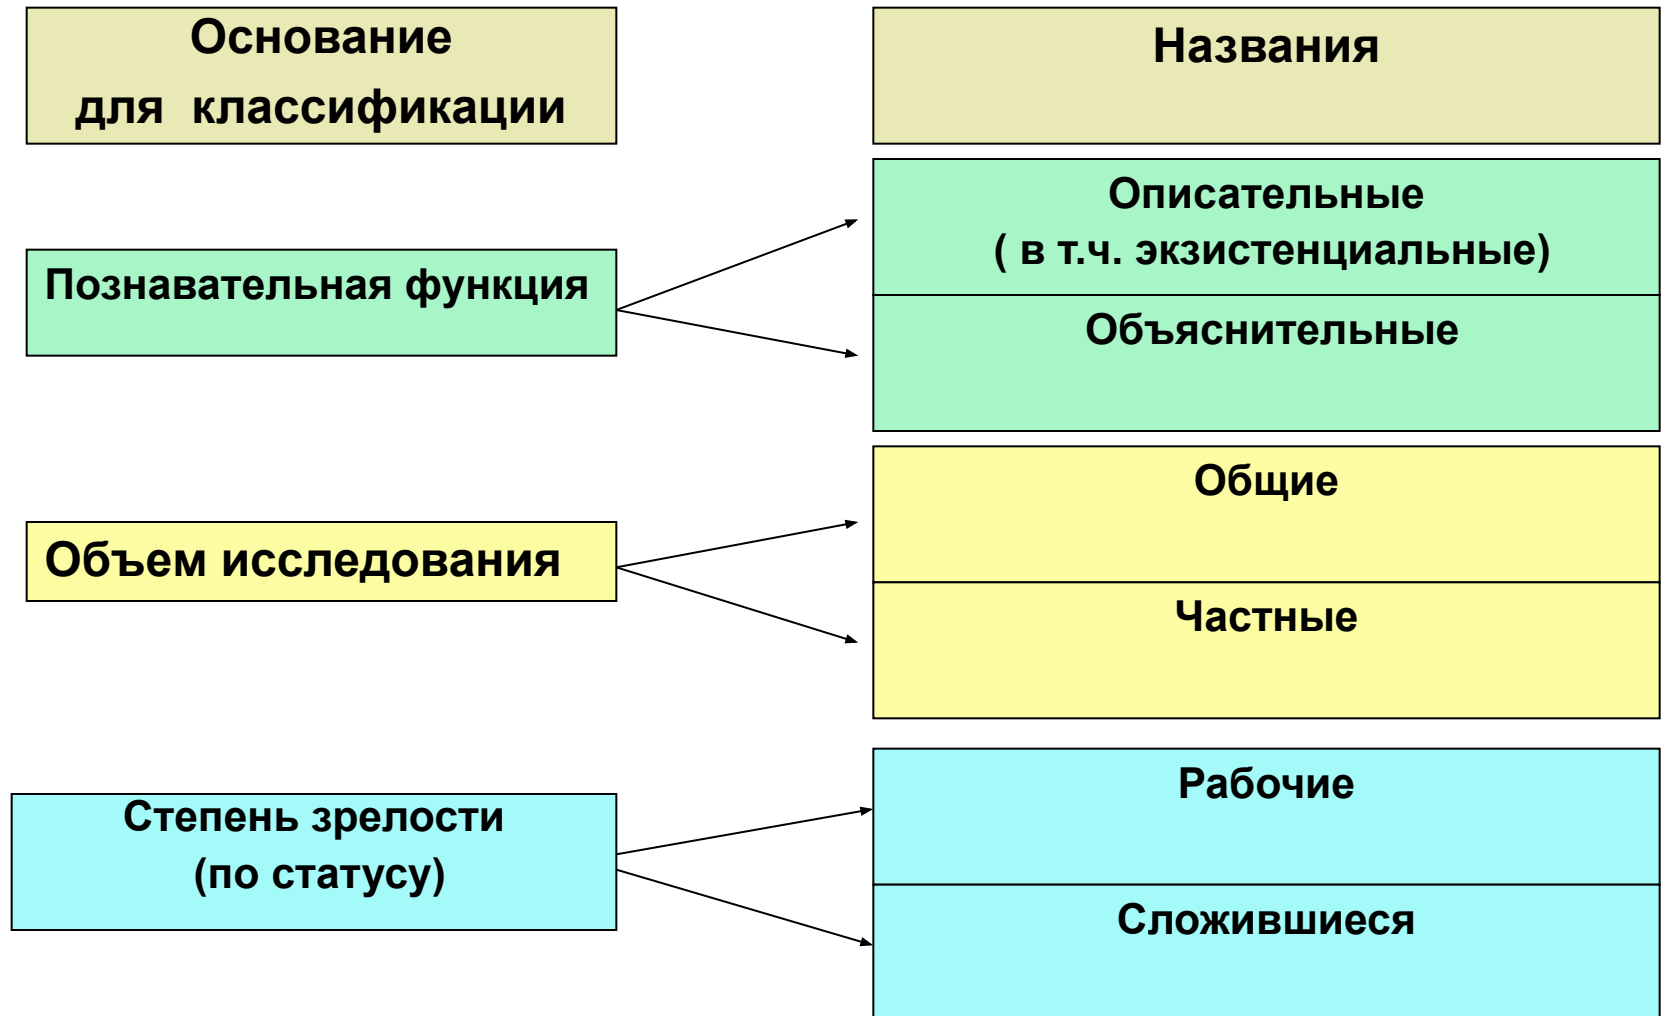 Основание
для классификации
Названия
Познавательная функция
Описательные
( в т.ч. экзистенциальные)
Объяснительные
Объем исследования
Общие
Частные
Степень зрелости
(по статусу)
Рабочие
Сложившиеся